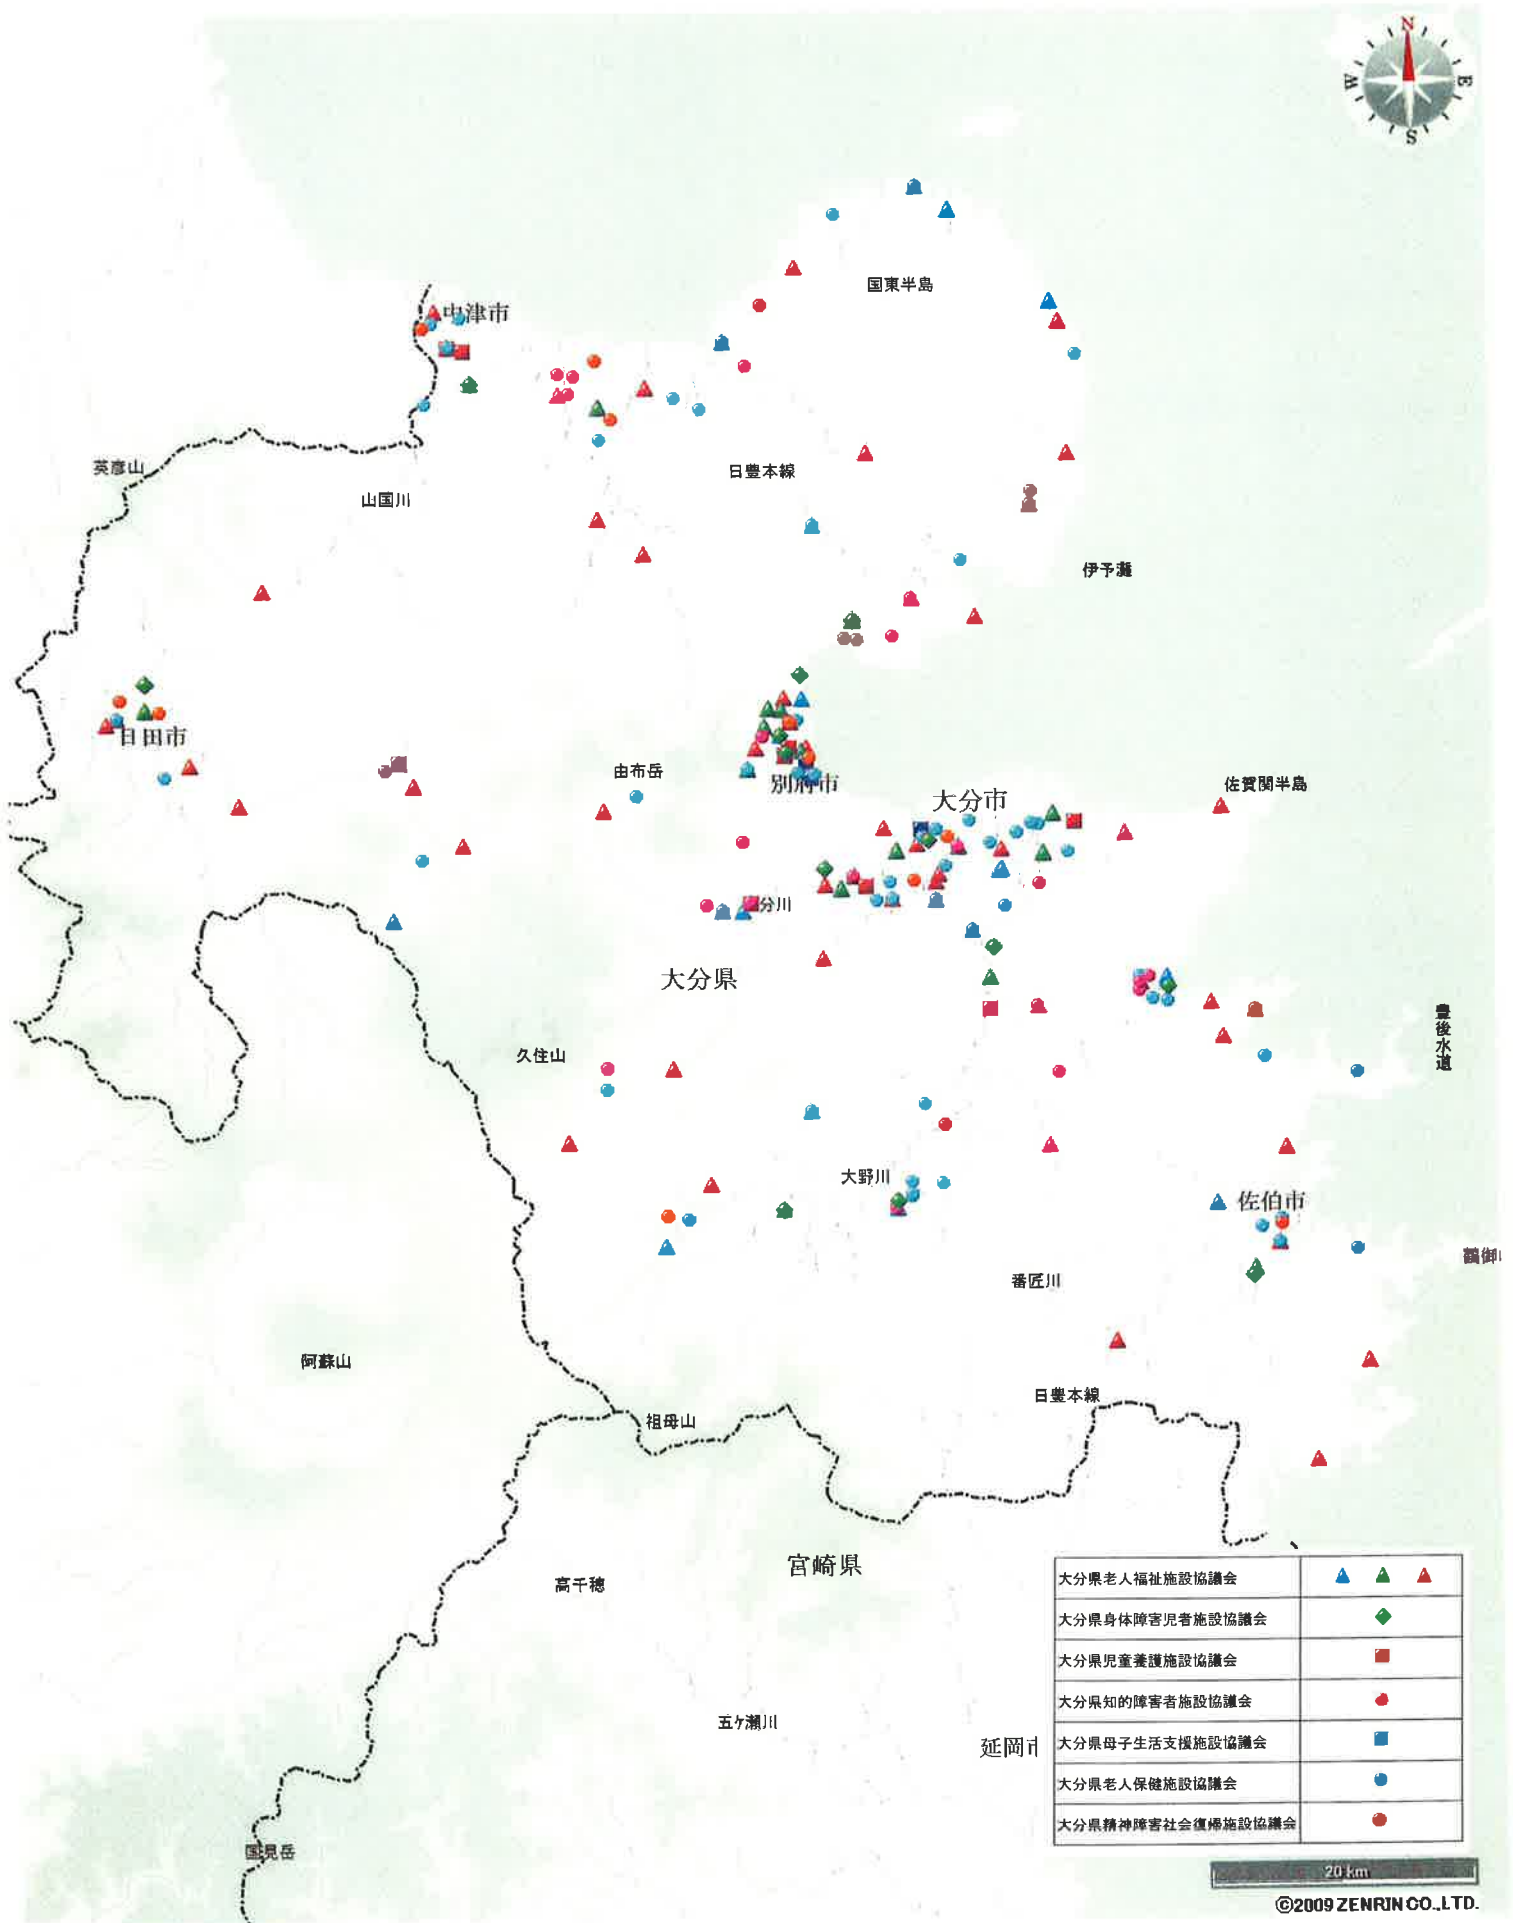 N
W
E
S
国東半島
中津市
英彦山
山国川
日豊本線
伊予灘
日田市
由布岳
別府市
大分市
佐賀関半島
分川
大分県
久住山
豊後水道
大野川
佐伯市
鶴御
番匠川
阿蘇山
日豊本線
祖母山
宮崎県
高千穂
五ケ瀬川
延岡市
国見岳
大分県老人福祉施設協議会
大分県身体障害児者施設協議会
大分県児童養護施設協議会
大分県知的障害者施設協議会
大分県母子生活支援施設協議会
大分県老人保健施設協議会
大分県精神障害社会復帰施設協議会
20 km
©2009 ZENRIN CO.,LTD.